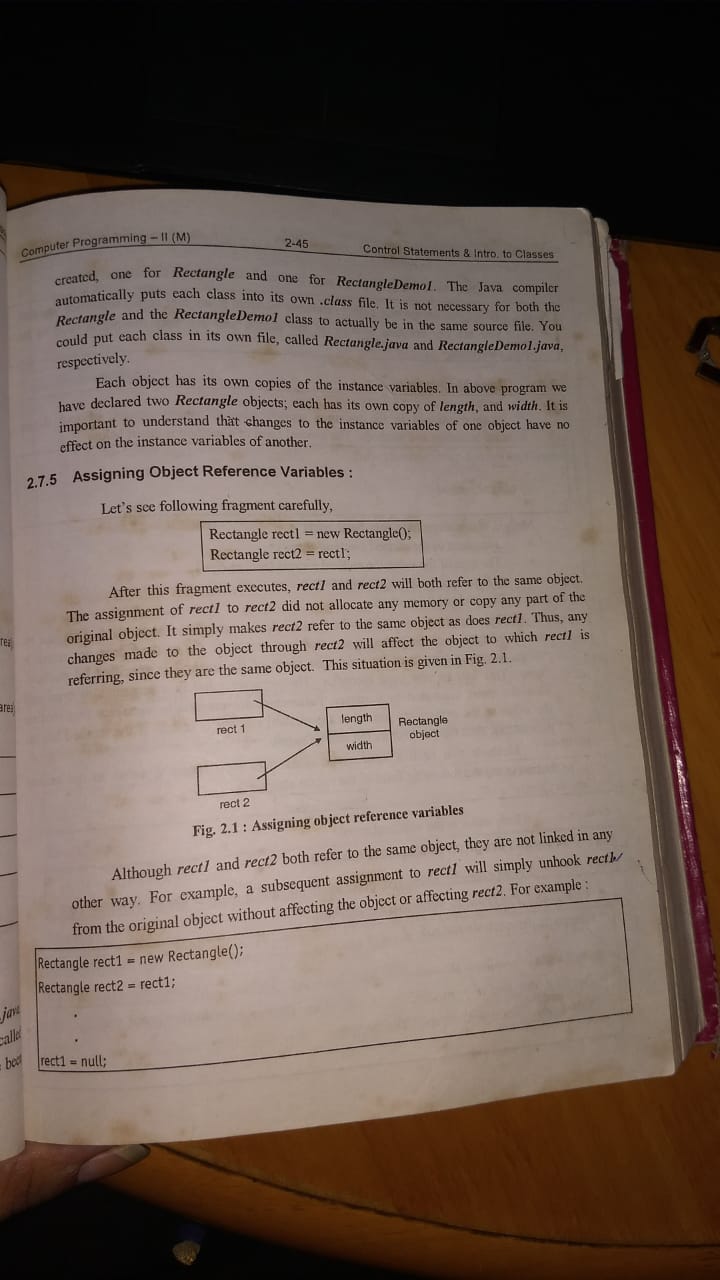 Computer Programming – II (M) 2-45 Control Statements & Intro. to Classes
created, one for Rectangle and one for RectangleDemo1. The Java compiler
automatically puts each class into its own .class file. It is not necessary for both the
Rectangle and the RectangleDemo1 class to actually be in the same source file. You
could put each class in its own file, called Rectangle.java and RectangleDemo1.java,
respectively.
Each object has its own copies of the instance variables. In above program we
have declared two Rectangle objects; each has its own copy of length, and width. It is
important to understand that changes to the instance variables of one object have no
effect on the instance variables of another.
2.7.5 Assigning Object Reference Variables :
Let's see following fragment carefully,
Rectangle rect1 = new Rectangle();
Rectangle rect2 = rect1;
After this fragment executes, rect1 and rect2 will both refer to the same object.
The assignment of rect1 to rect2 did not allocate any memory or copy any part of the
original object. It simply makes rect2 refer to the same object as does rect1. Thus, any
changes made to the object through rect2 will affect the object to which rect1 is
referring, since they are the same object. This situation is given in Fig. 2.1.
rect 1
length
width
Rectangle
object
rect 2
Fig. 2.1 : Assigning object reference variables
Although rect1 and rect2 both refer to the same object, they are not linked in any
other way. For example, a subsequent assignment to rect1 will simply unhook rect1
from the original object without affecting the object or affecting rect2. For example :
Rectangle rect1 = new Rectangle();
Rectangle rect2 = rect1;
.
.
rect1 = null;